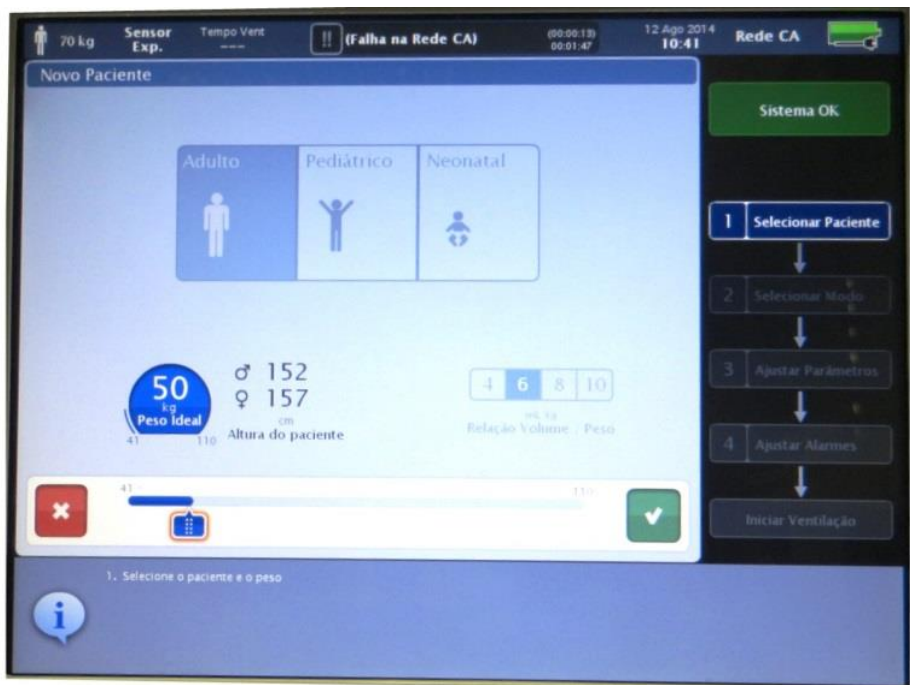 70 kg
Sensor
Exp.
Tempo Vent
---
!! (Falha na Rede CA)
(00:00:13)
00:01:47
12 Ago 2014
10:41
Rede CA
Novo Paciente
Sistema OK
Adulto
Pediátrico
Neonatal
1 Selecionar Paciente
2 Selecionar Modo
3 Ajustar Parâmetros
4 Ajustar Alarmes
Iniciar Ventilação
50
kg
Peso Ideal
41
110
♂ 152
♀ 157
cm
Altura do paciente
4 6 8 10
Relação Volume
Peso
41
110
1. Selecione o paciente e o peso
i